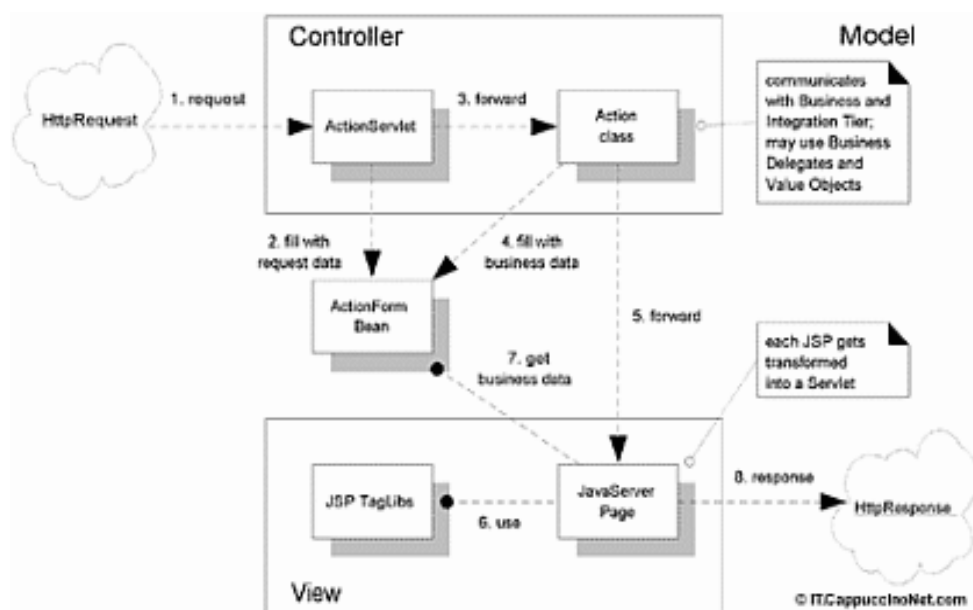 Controller
Model
HttpRequest
1. request
ActionServlet
3. forward
Action
class
communicates
with Business and
Integration Tier;
may use Business
Delegates and
Value Objects
2. fill with
request data
4. fill with
business data
ActionForm
Bean
5. forward
7. get
business data
each JSP gets
transformed
into a Servlet
JSP TagLibs
6. use
JavaServer
Page
8. response
HttpResponse
View
© IT.CappuccinoNet.com